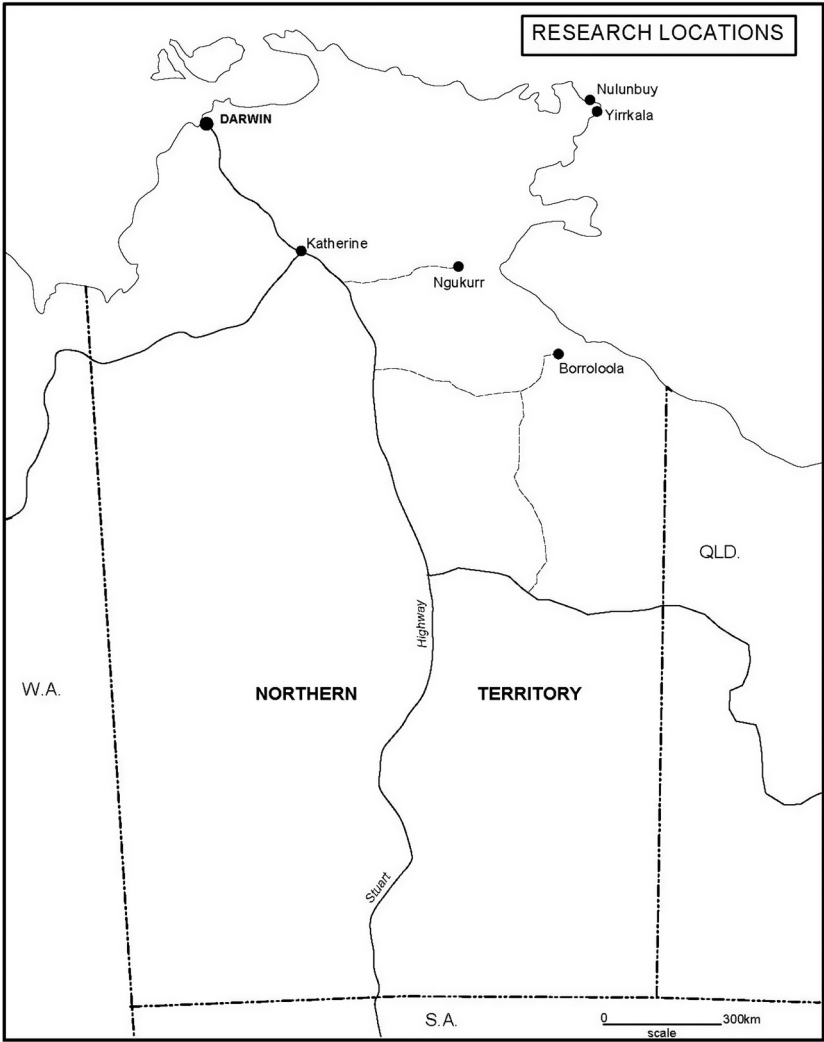 RESEARCH LOCATIONS
Nulunbuy
Yirrkala
DARWIN
Katherine
Ngukurr
Borroloola
QLD.
Highway
W.A.
NORTHERN TERRITORY
Stuart
S.A.
0 300km
scale